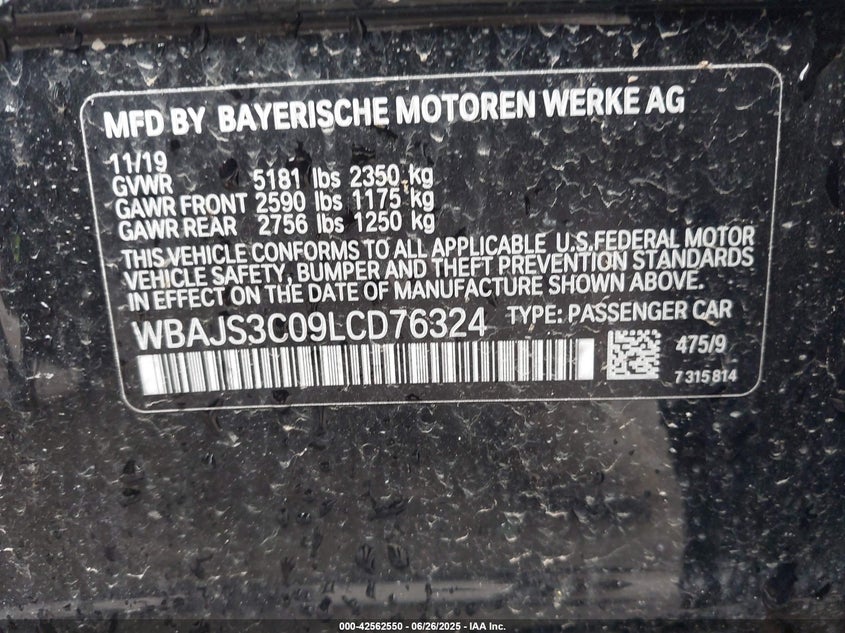 MFD BY BAYERISCHE MOTOREN WERKE AG
11/19
GVWR 5181 lbs 2350 kg
GAWR FRONT 2590 lbs 1175 kg
GAWR REAR 2756 lbs 1250 kg
THIS VEHICLE CONFORMS TO ALL APPLICABLE U.S.FEDERAL MOTOR
VEHICLE SAFETY, BUMPER AND THEFT PREVENTION STANDARDS
IN EFFECT ON THE DATE OF MANUFACTURE SHOWN ABOVE.
WBAJS3C09LCD76324 TYPE: PASSENGER CAR
475/9
7315814
000-42562550 - 06/26/2025 - IAA Inc.